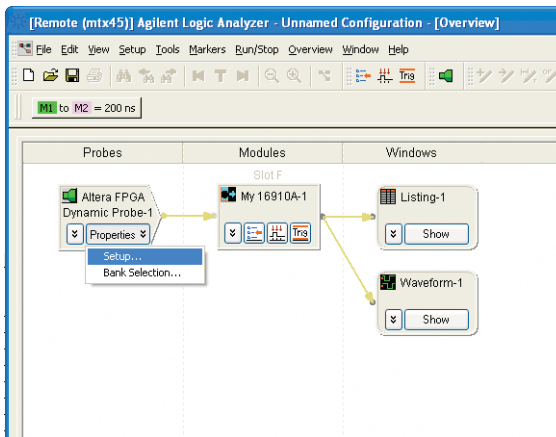 [Remote (mtx45)] Agilent Logic Analyzer - Unnamed Configuration - [Overview]
File Edit View Setup Tools Markers Run/Stop Overview Window Help
T Trig
M1 to M2 = 200 ns
Probes Modules Windows
Slot F
Altera FPGA
Dynamic Probe-1
Properties
Setup...
Bank Selection...
My 16910A-1
Trig
Listing-1
Show
Waveform-1
Show